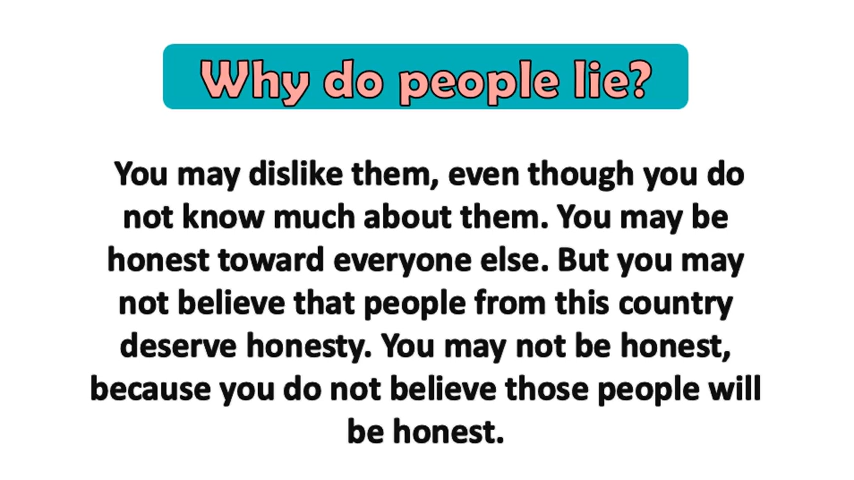 Why do people lie?
You may dislike them, even though you do
not know much about them. You may be
honest toward everyone else. But you may
not believe that people from this country
deserve honesty. You may not be honest,
because you do not believe those people will
be honest.